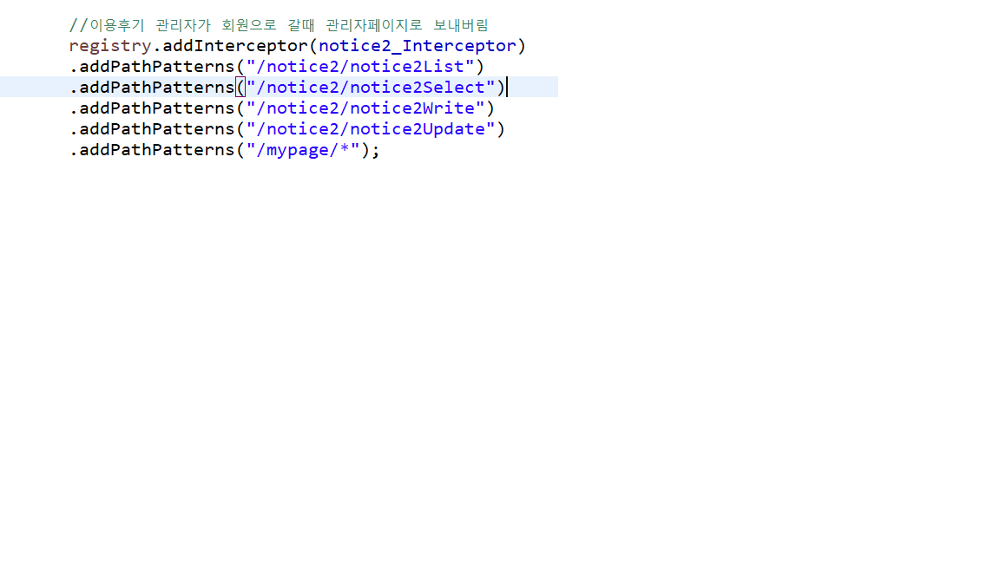 //이용후기 관리자가 회원으로 갈때 관리자페이지로 보내버림
registry.addInterceptor(notice2_Interceptor)
.addPathPatterns("/notice2/notice2List")
.addPathPatterns("/notice2/notice2Select")
.addPathPatterns("/notice2/notice2Write")
.addPathPatterns("/notice2/notice2Update")
.addPathPatterns("/mypage/*");